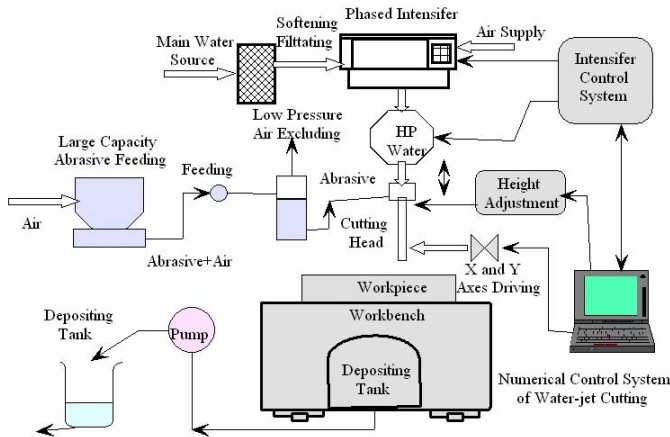 Phased Intensifer
Softening
Filttating
Main Water
Source
Air Supply
Intensifer
Control
System
Low Pressure
Air Excluding
HP
Water
Large Capacity
Abrasive Feeding
Feeding
Abrasive
Height
Adjustment
Air
Cutting
Head
Abrasive+Air
X and Y
Axes Driving
Workpiece
Depositing
Tank
Pump
Workbench
Depositing
Tank
Numerical Control System
of Water-jet Cutting